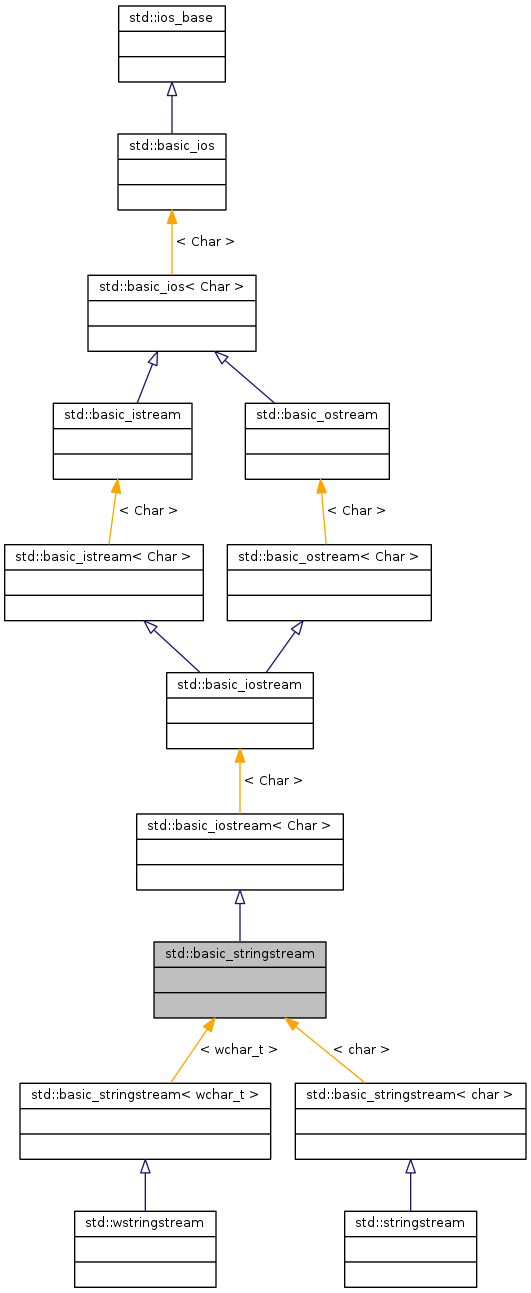 std::ios_base
std::basic_ios
< Char >
std::basic_ios< Char >
std::basic_istream
std::basic_ostream
< Char >
< Char >
std::basic_istream< Char >
std::basic_ostream< Char >
std::basic_iostream
< Char >
std::basic_iostream< Char >
std::basic_stringstream
< wchar_t >
< char >
std::basic_stringstream< wchar_t >
std::basic_stringstream< char >
std::wstringstream
std::stringstream